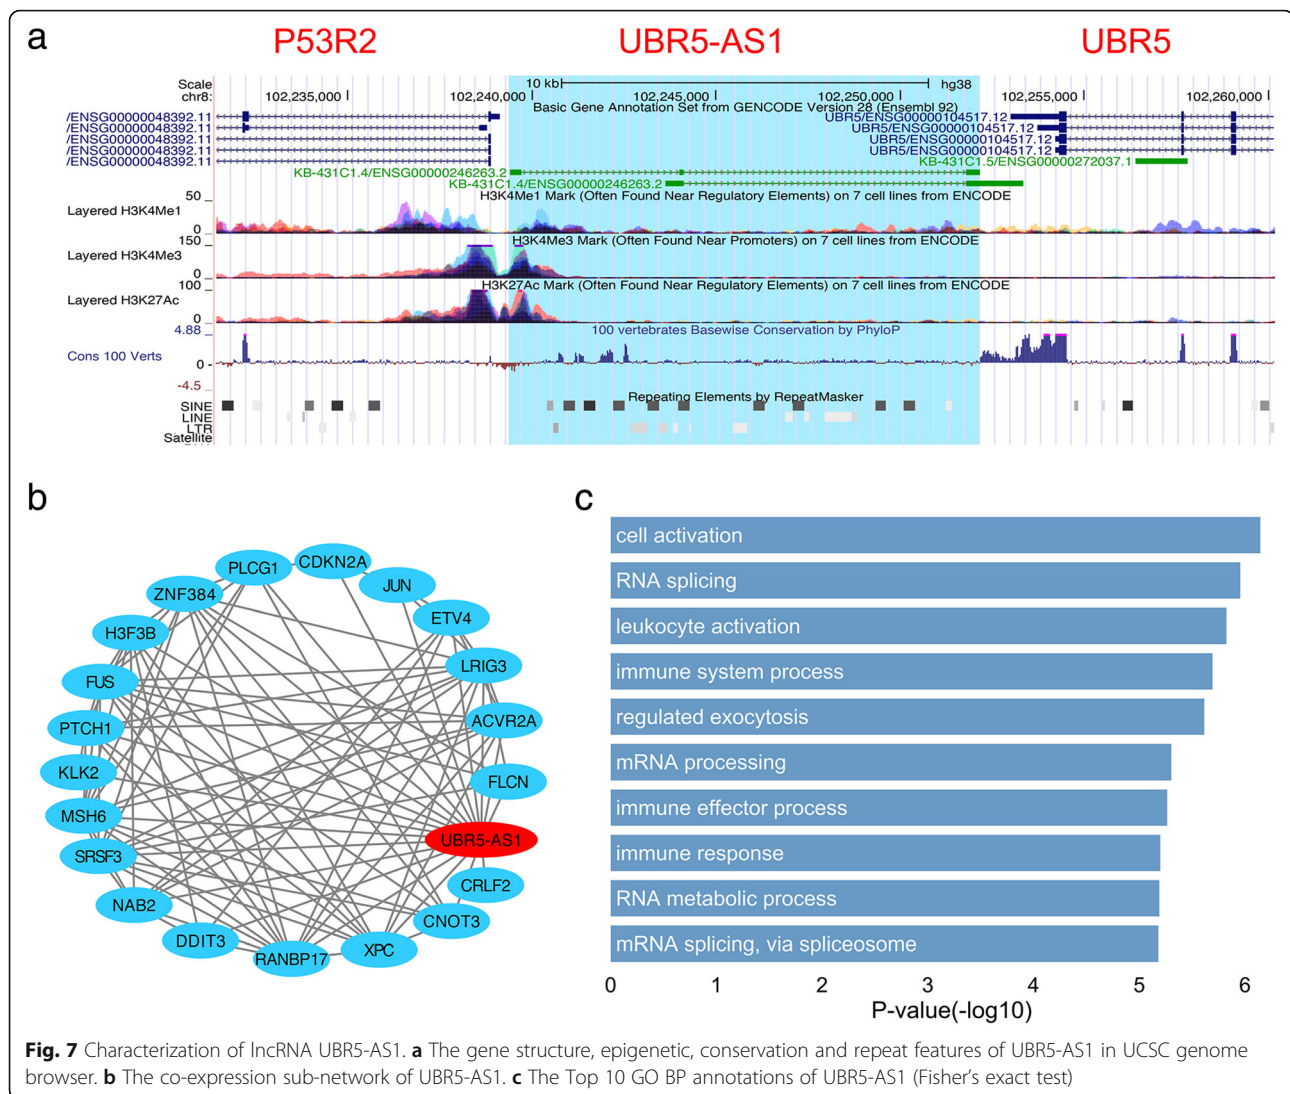 a
P53R2 UBR5-AS1 UBR5
Scale 10 kb hg38
chr8: 102,235,000 102,240,000 102,245,000 102,250,000 102,255,000 102,260,000
Basic Gene Annotation Set from GENCODE Version 28 (Ensembl 92)
/ENSG00000048392.11 UBR5/ENSG00000104517.12
/ENSG00000048392.11 UBR5/ENSG00000104517.12
/ENSG00000048392.11 UBR5/ENSG00000104517.12
/ENSG00000048392.11 UBR5/ENSG00000104517.12
/ENSG00000048392.11 KB-431C1.5/ENSG00000272037.1
KB-431C1.4/ENSG00000246263.2
KB-431C1.4/ENSG00000246263.2
H3K4Me1 Mark (Often Found Near Regulatory Elements) on 7 cell lines from ENCODE
50
Layered H3K4Me1
0
H3K4Me3 Mark (Often Found Near Promoters) on 7 cell lines from ENCODE
150
Layered H3K4Me3
0
H3K27Ac Mark (Often Found Near Regulatory Elements) on 7 cell lines from ENCODE
100
Layered H3K27Ac
0
100 vertebrates Basewise Conservation by PhyloP
4.88
Cons 100 Verts
0
-4.5
Repeating Elements by RepeatMasker
SINE
LINE
LTR
Satellite
b
PLCG1
CDKN2A
JUN
ZNF384
ETV4
H3F3B
LRIG3
FUS
ACVR2A
PTCH1
KLK2
FLCN
MSH6
UBR5-AS1
SRSF3
CRLF2
NAB2
CNOT3
DDIT3
XPC
RANBP17
c
cell activation
RNA splicing
leukocyte activation
immune system process
regulated exocytosis
mRNA processing
immune effector process
immune response
RNA metabolic process
mRNA splicing, via spliceosome
0 1 2 3 4 5 6
P-value(-log10)
Fig. 7 Characterization of lncRNA UBR5-AS1. a The gene structure, epigenetic, conservation and repeat features of UBR5-AS1 in UCSC genome
browser. b The co-expression sub-network of UBR5-AS1. c The Top 10 GO BP annotations of UBR5-AS1 (Fisher's exact test)